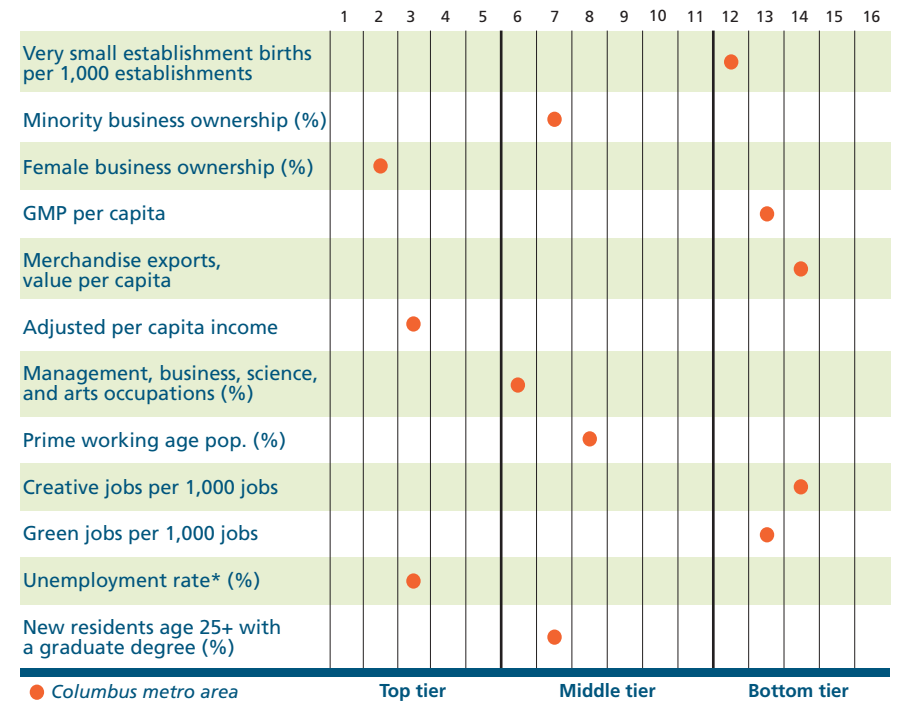 1 2 3 4 5 6 7 8 9 10 11 12 13 14 15 16
Very small establishment births
per 1,000 establishments
Minority business ownership (%)
Female business ownership (%)
GMP per capita
Merchandise exports,
value per capita
Adjusted per capita income
Management, business, science,
and arts occupations (%)
Prime working age pop. (%)
Creative jobs per 1,000 jobs
Green jobs per 1,000 jobs
Unemployment rate* (%)
New residents age 25+ with
a graduate degree (%)
Columbus metro area Top tier Middle tier Bottom tier